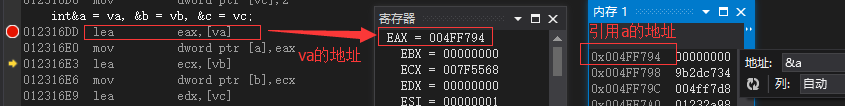 mov dword ptr [vc],2
int&a = va, &b = vb, &c = vc;
012316DD lea eax,[va]
012316E0 mov dword ptr [a],eax
012316E3 lea ecx,[vb]
012316E6 mov dword ptr [b],ecx
012316E9 lea edx,[vc]
va的地址
寄存器
EAX = 004FF794
EBX = 00000000
ECX = 007F5568
EDX = 00000000
ESI = 00000001
内存 1
引用a的地址
0x004FF794 00000000
0x004FF798 9b2dc734
0x004FF79C 004ff7d8
0x004FF7A0 01232a98
地址: &a
列: 自动